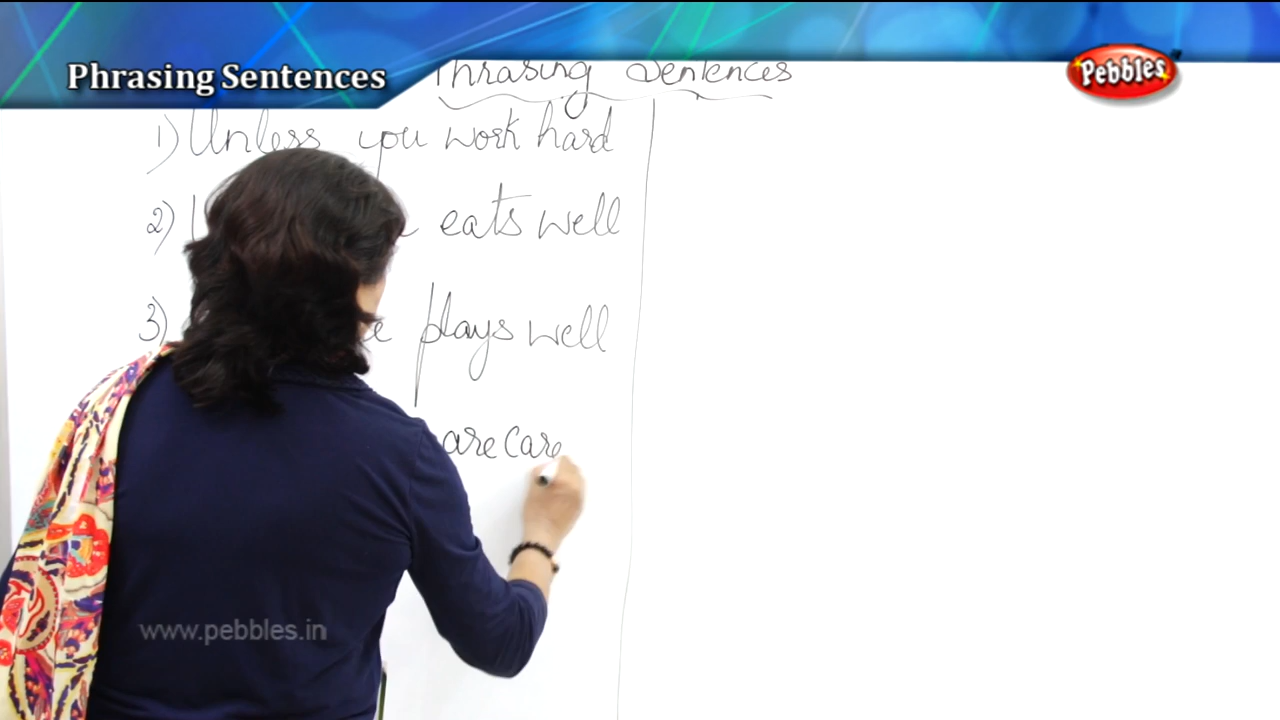 Phrasing Sentences
Phrasing Sentences
Pebbles
1) Unless you work hard
2) eats well
3) plays well
are care
www.pebbles.in